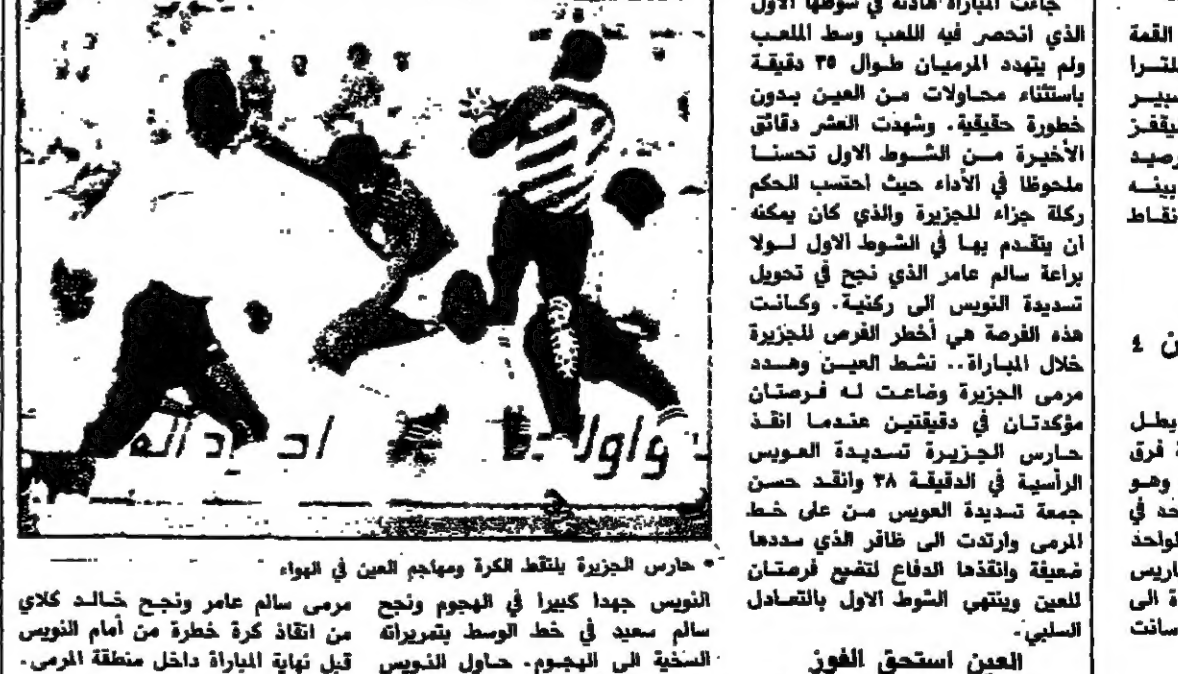 جاءت المباراة هادئة في شوطها الأول
الذي انحصر فيه اللعب وسط الملعب
ولم يتهدد المرميان طوال ٣٥ دقيقة
باستثناء محاولات من العين بدون
خطورة حقيقية. وشهدت العشر دقائق
الأخيرة من الشوط الاول تحسنا
ملحوظا في الأداء حيث احتسب الحكم
ركلة جزاء للجزيرة والذي كان يمكنه
ان يتقدم بها في الشوط الاول لولا
براعة سالم عامر الذي نجح في تحويل
تسديدة النويس الى ركنية. وكانت
هذه الفرصة هي أخطر الفرص للجزيرة
خلال المباراة.. نشط العين وهدد
مرمى الجزيرة وضاعت له فرصتان
مؤكدتان في دقيقتين عندما انقذ
حارس الجزيرة تسديدة العويس
الرأسية في الدقيقة ٣٨ وانقد حسن
جمعة تسديدة العويس من على خط
المرمى وارتدت الى ظافر الذي سددها
ضعيفة وانقذها الدفاع لتضيع فرصتان
للعين وينتهي الشوط الاول بالتعادل
السلبي.
العين استحق الفوز
القمة
لتـرا
سبير
ليقفز
رصيد
بينه
نقاط
ن ٤
يطل
فرق
وهو
حد في
لواحد
باريس
ة الى
سانت
واولا
اح
• حارس الجزيرة يلتقط الكرة ومهاجم العين في الهواء
النويس جهدا كبيرا في الهجوم ونجح
سالم سعيد في خط الوسط بتمريراته
السخية الى الهجوم. حاول النويس
مرمى سالم عامر ونجح خالد كلاي
من انقاذ كرة خطرة من أمام النويس
قبل نهاية المباراة داخل منطقة المرمى.